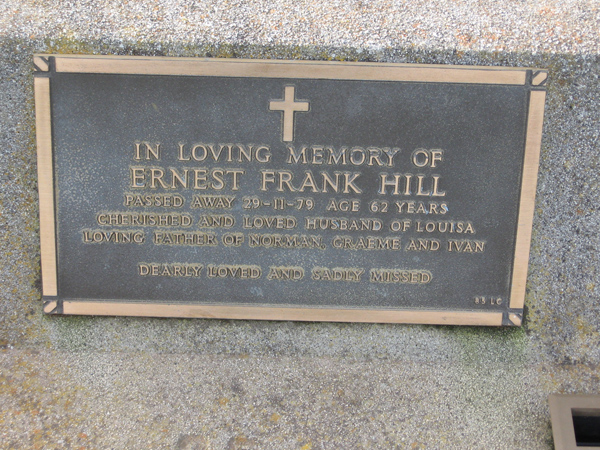 IN LOVING MEMORY OF
ERNEST FRANK HILL
PASSED AWAY 29-11-79 AGE 62 YEARS
CHERISHED AND LOVED HUSBAND OF LOUISA
LOVING FATHER OF NORMAN, GRAEME AND IVAN
DEARLY LOVED AND SADLY MISSED